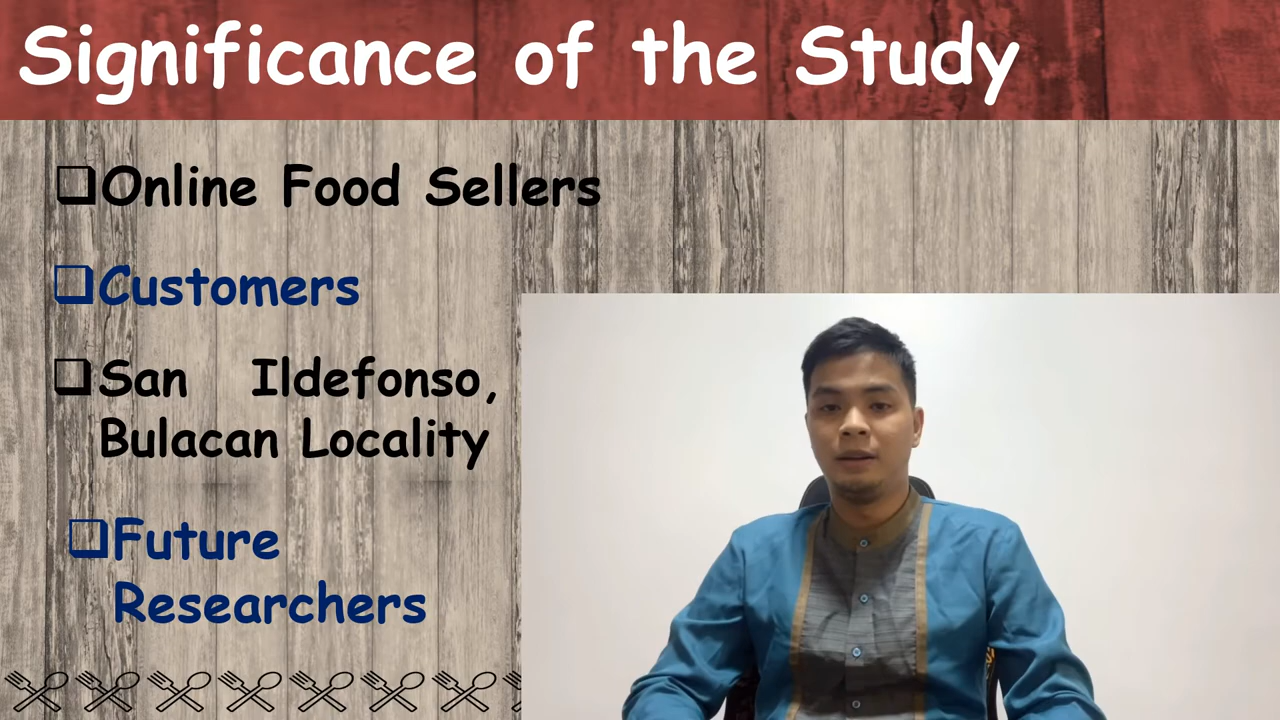 Significance of the Study
❑Online Food Sellers
❑Customers
❑San Ildefonso,
Bulacan Locality
❑Future
Researchers